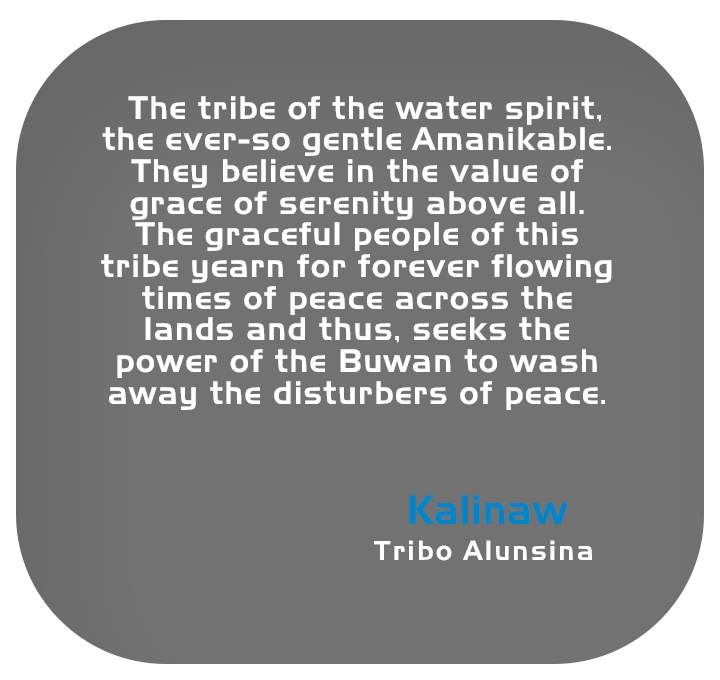 The tribe of the water spirit,
the ever-so gentle Amanikable.
They believe in the value of
grace of serenity above all.
The graceful people of this
tribe yearn for forever flowing
times of peace across the
lands and thus, seeks the
power of the Buwan to wash
away the disturbers of peace.
Kalinaw
Tribo Alunsina